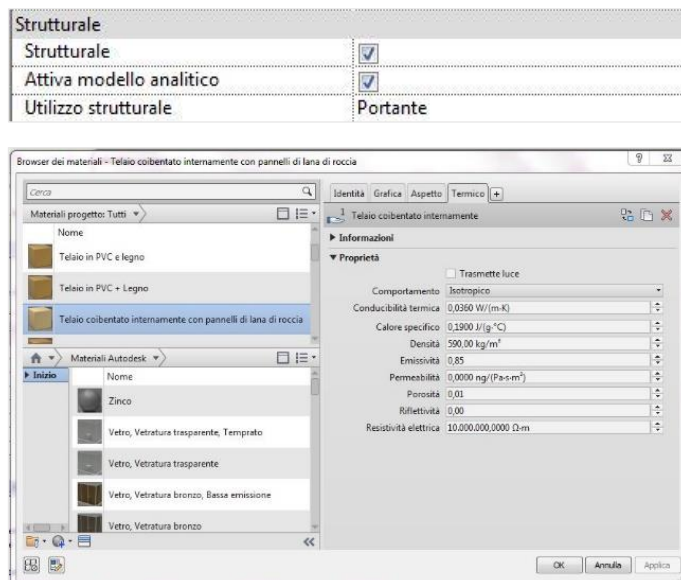 Strutturale
Strutturale
Attiva modello analitico
Utilizzo strutturale Portante
Browser dei materiali - Telaio coibentato internamente con pannelli di lana di roccia
Cerca
Materiali progetto: Tutti
Nome
Telaio in PVC e legno
Telaio in PVC + Legno
Telaio coibentato internamente con pannelli di lana di roccia
Materiali Autodesk
Inizio
Nome
Zinco
Vetro, Vetratura trasparente, Temprato
Vetro, Vetratura trasparente
Vetro, Vetratura bronzo, Bassa emissione
Vetro, Vetratura bronzo
Identità Grafica Aspetto Termico +
1 Telaio coibentato internamente
Informazioni
Proprietà
Trasmette luce
Comportamento Isotropico
Conducibilità termica 0,0360 W/(m·K)
Calore specifico 0,1900 J/(g·°C)
Densità 590,00 kg/m³
Emissività 0,85
Permeabilità 0,0000 ng/(Pa·s·m²)
Porosità 0,01
Riflettività 0,00
Resistività elettrica 10.000.000,0000 Ω·m
OK Annulla Applica